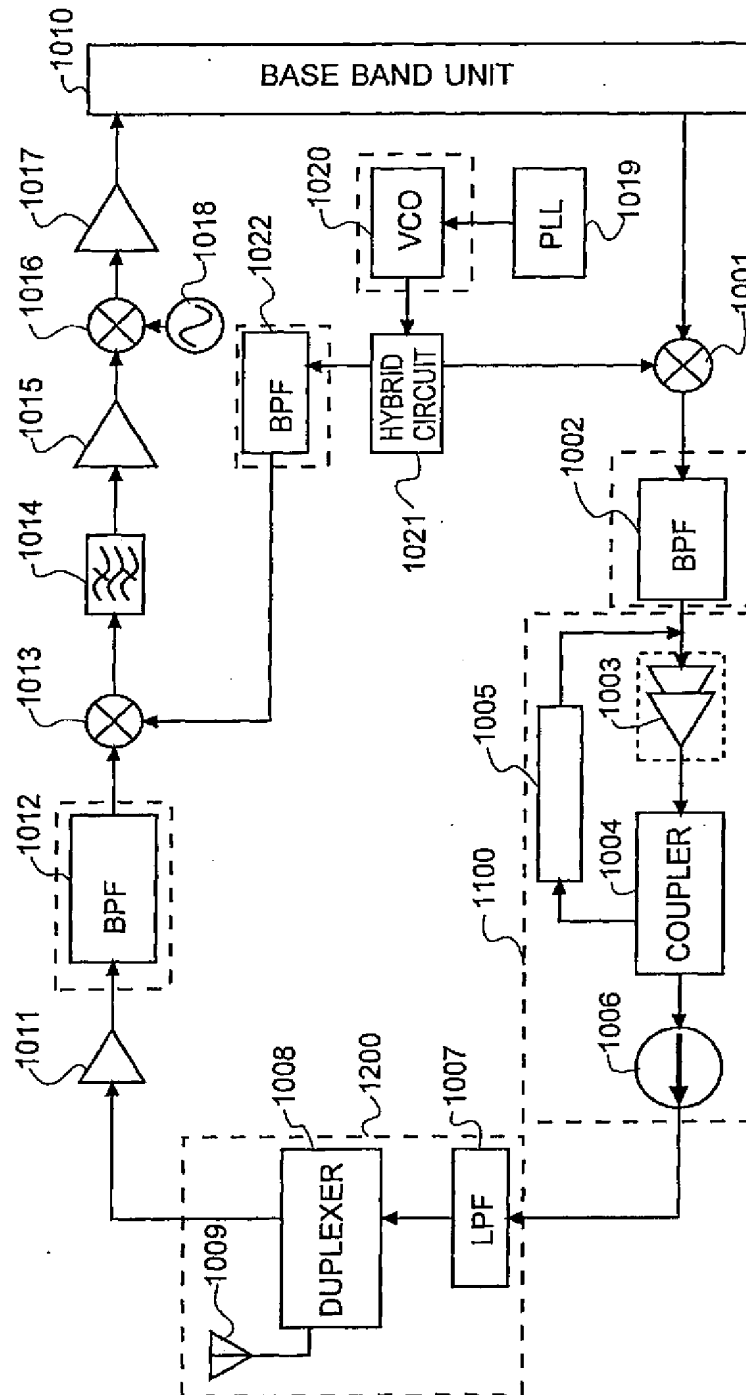 1010
BASE BAND UNIT
1017
1016
1018
1015
1014
1013
1012
BPF
1011
1020
VCO
PLL
1019
1022
BPF
HYBRID
CIRCUIT
1021
1001
1002
BPF
1003
1005
1004
COUPLER
1006
1100
1200
1008
DUPLEXER
1009
1007
LPF